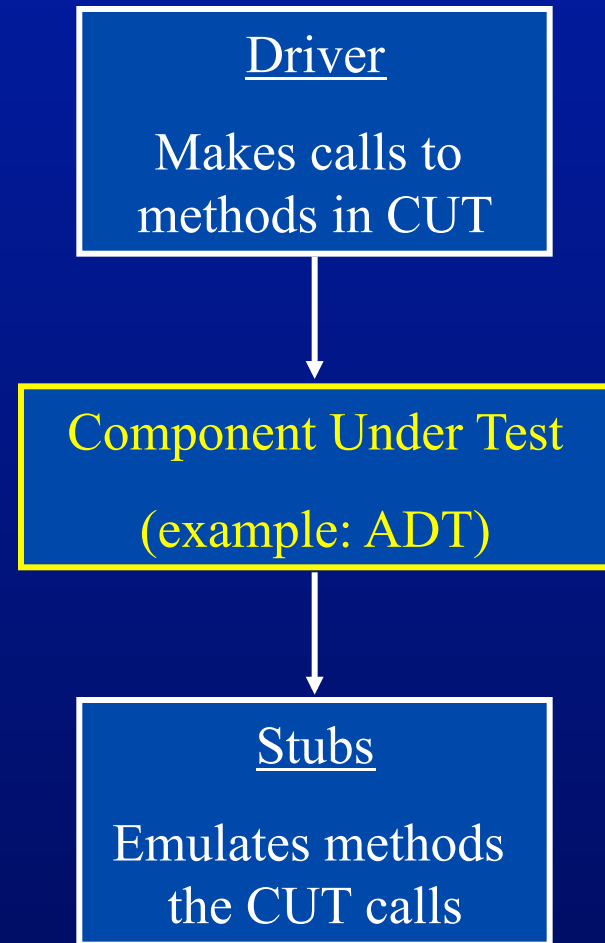 Driver
Makes calls to
methods in CUT
Component Under Test
(example: ADT)
Stubs
Emulates methods
the CUT calls